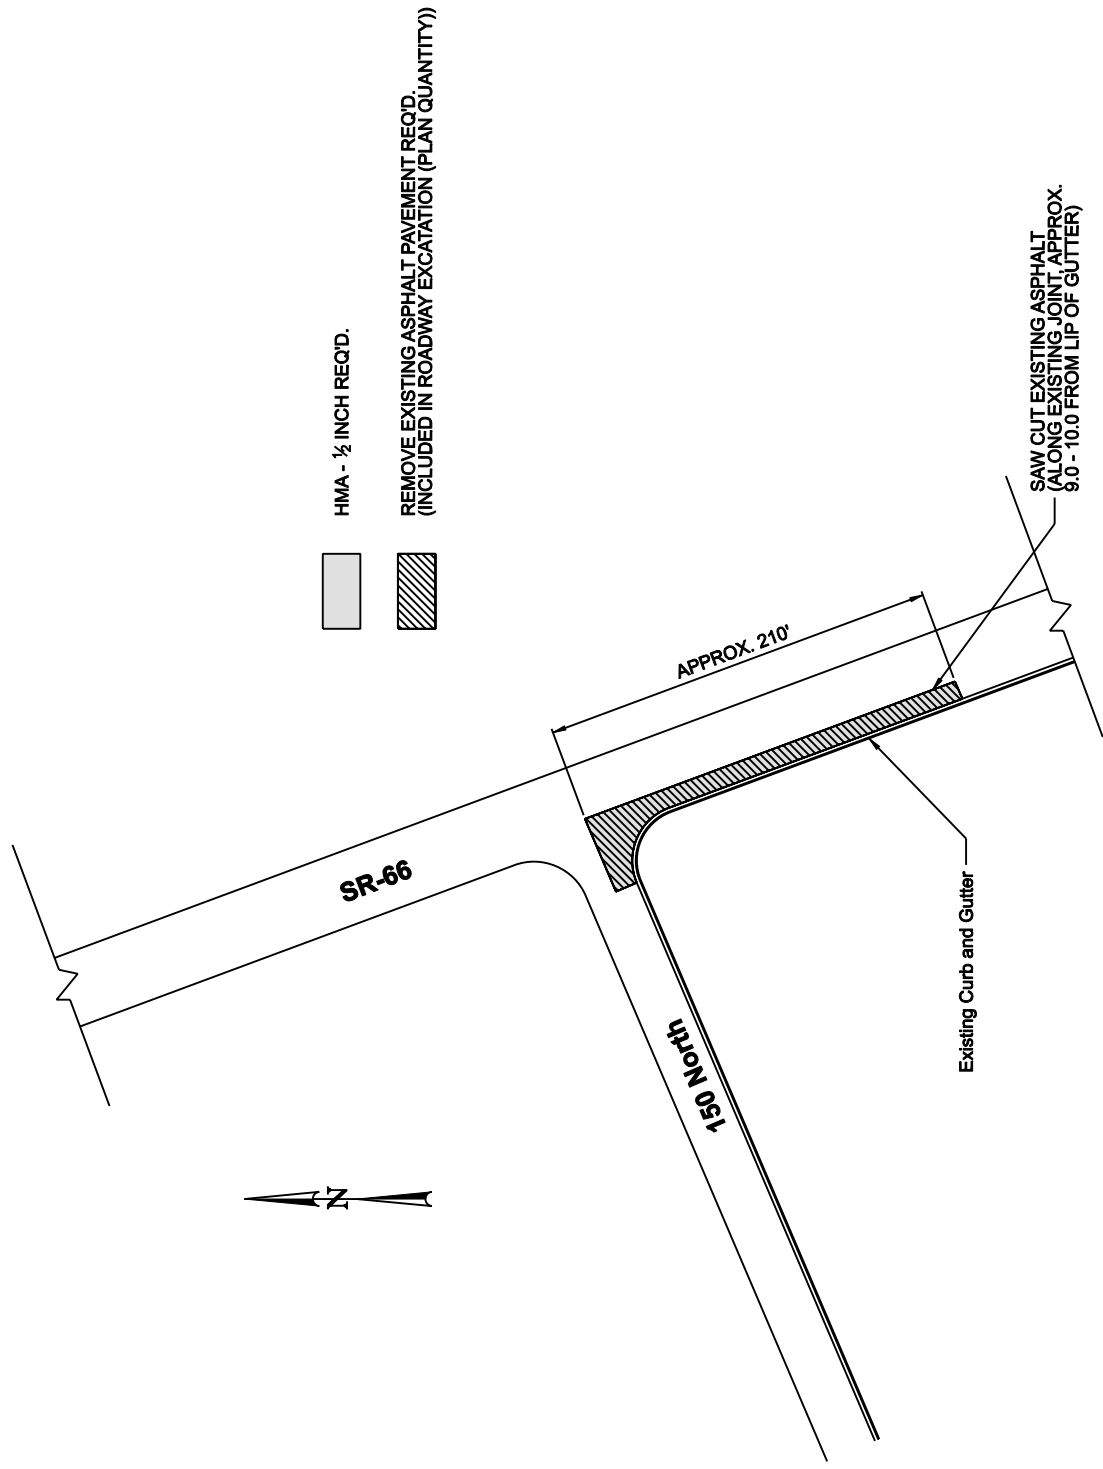 HMA - ½ INCH REQ'D.
REMOVE EXISTING ASPHALT PAVEMENT REQ'D.
(INCLUDED IN ROADWAY EXCATATION (PLAN QUANTITY))
SAW CUT EXISTING ASPHALT
(ALONG EXISTING JOINT, APPROX.
9.0 - 10.0 FROM LIP OF GUTTER)
APPROX. 210'
SR-66
150 North
Existing Curb and Gutter
N